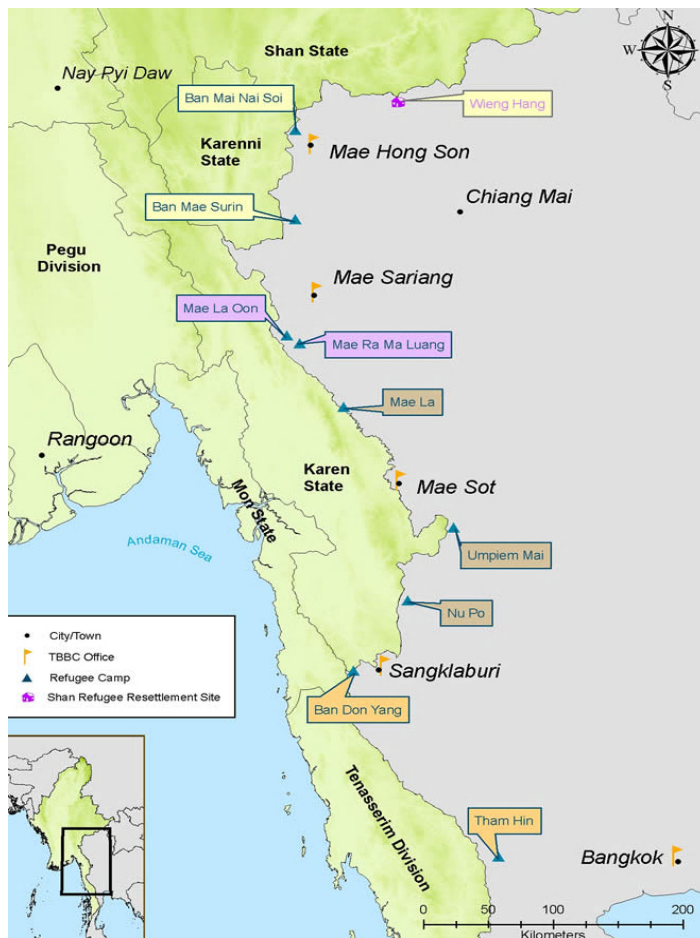 Shan State
N
W
E
S
Nay Pyi Daw
Ban Mai Nai Soi
Wieng Hang
Karenni
State
Mae Hong Son
Chiang Mai
Ban Mae Surin
Pegu
Division
Mae Sariang
Mae La Oon
Mae Ra Ma Luang
Mae La
Rangoon
Karen
State
Mae Sot
Mon State
Andaman Sea
Umpiem Mai
Nu Po
City/Town
TBBC Office
Refugee Camp
Shan Refugee Resettlement Site
Sangklaburi
Ban Don Yang
Tenasserim Division
Tham Hin
Bangkok
0 50 100 150 200
Kilometers